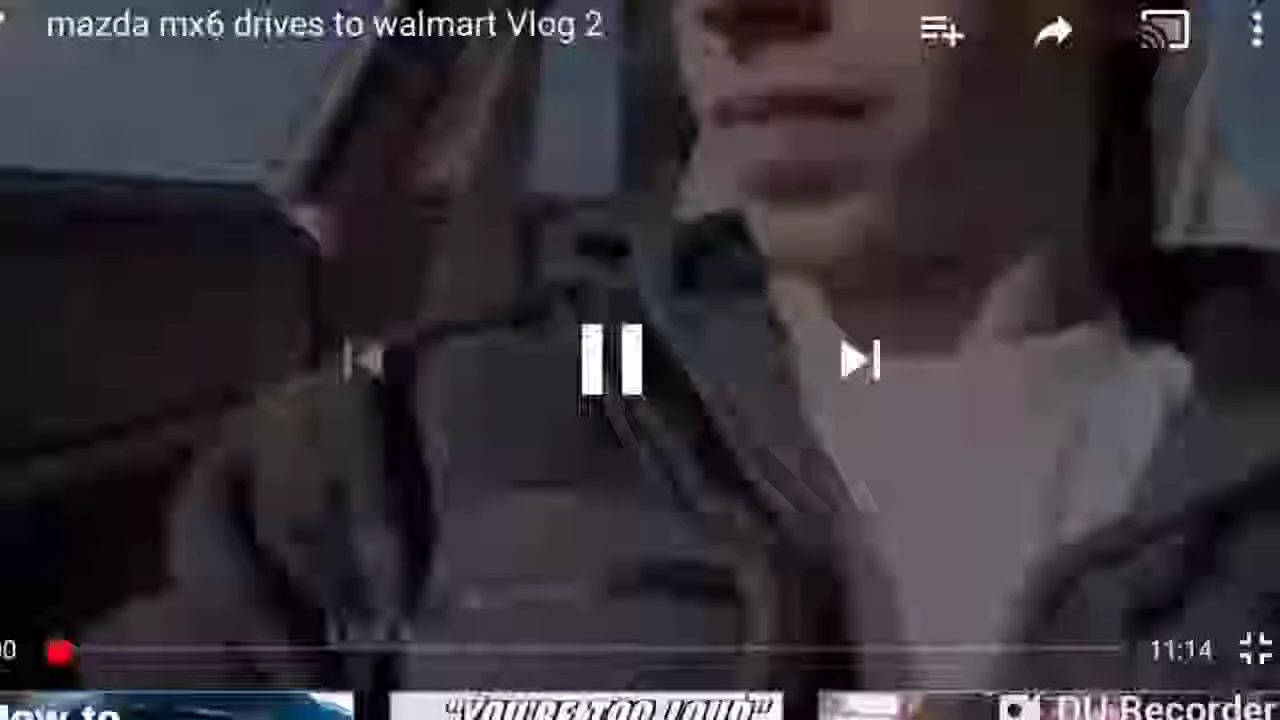 mazda mx6 drives to walmart Vlog 2
11:14
"YOU'RE TOO LOUD"
DU Recorder